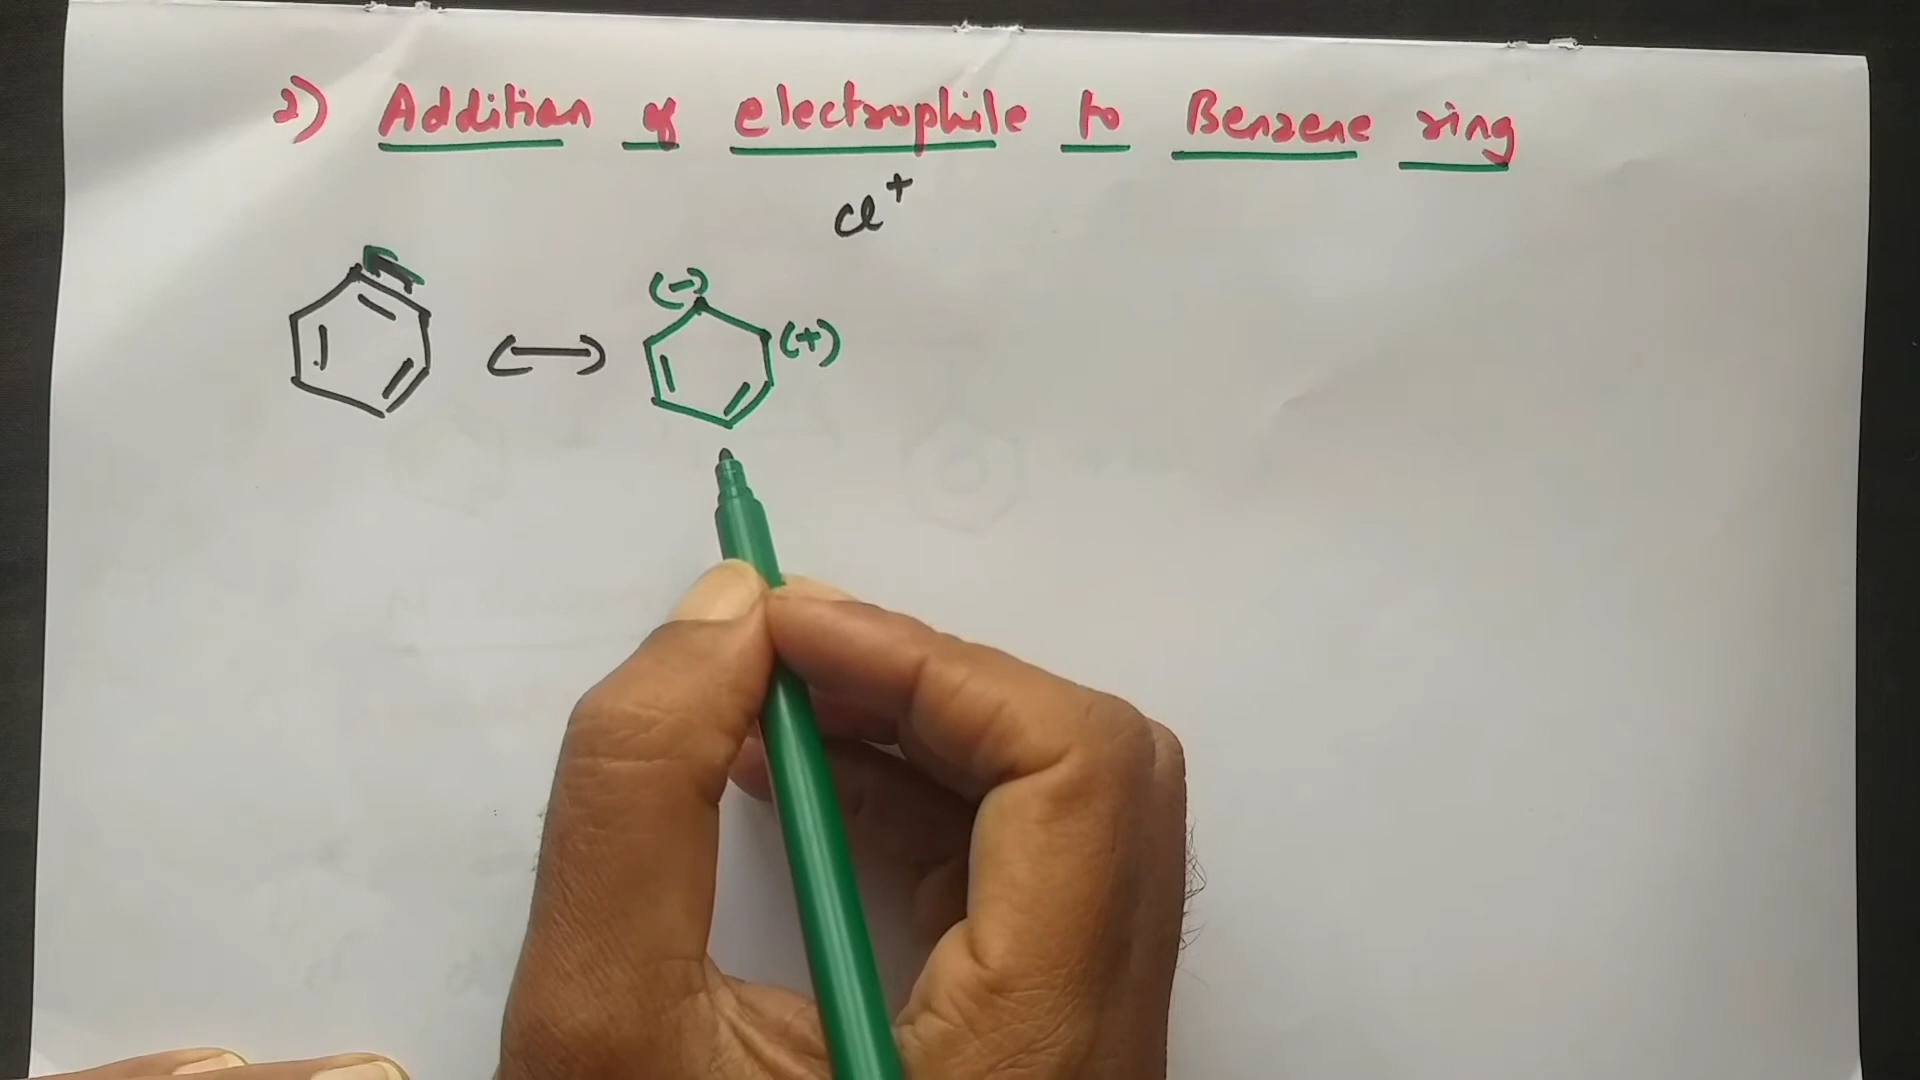 2) Addition of electrophile to Benzene ring
Cl+
(-)
(+)